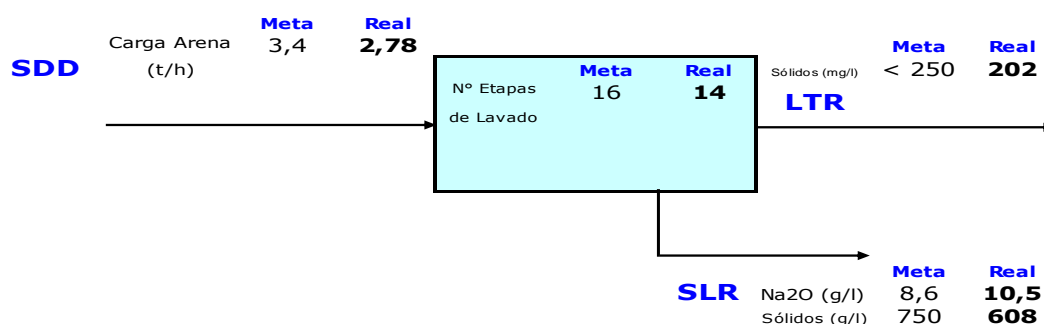 Meta Real
SDD Carga Arena (t/h) 3,4 2,78
Meta Real
N° Etapas de Lavado 16 14
Meta Real
Sólidos (mg/l) < 250 202
LTR
Meta Real
SLR Na2O (g/l) 8,6 10,5
Sólidos (g/l) 750 608